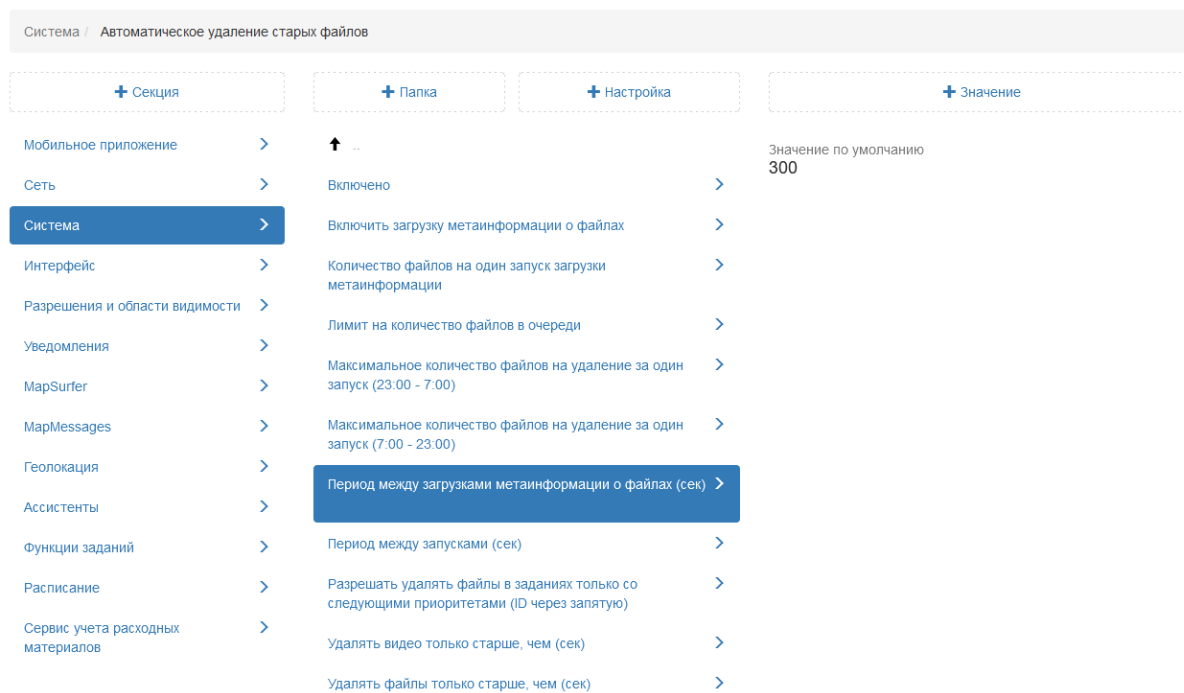 Система / Автоматическое удаление старых файлов
Секция
Папка
Настройка
Значение
Мобильное приложение
Сеть
Система
Интерфейс
Разрешения и области видимости
Уведомления
MapSurfer
MapMessages
Геолокация
Ассистенты
Функции заданий
Расписание
Сервис учета расходных
материалов
..
Включено
Включить загрузку метаинформации о файлах
Количество файлов на один запуск загрузки
метаинформации
Лимит на количество файлов в очереди
Максимальное количество файлов на удаление за один
запуск (23:00 - 7:00)
Максимальное количество файлов на удаление за один
запуск (7:00 - 23:00)
Период между загрузками метаинформации о файлах (сек)
Период между запусками (сек)
Разрешать удалять файлы в заданиях только со
следующими приоритетами (ID через запятую)
Удалять видео только старше, чем (сек)
Удалять файлы только старше, чем (сек)
Значение по умолчанию
300